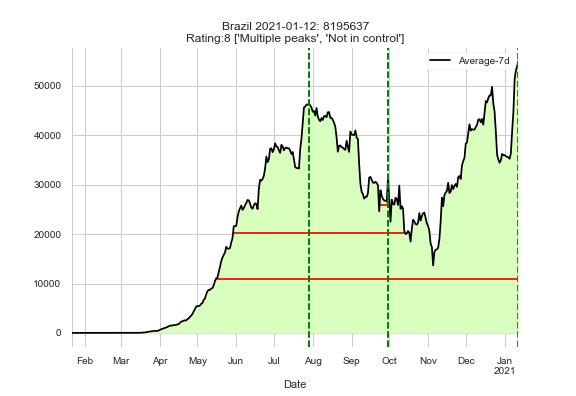 Brazil 2021-01-12: 8195637
Rating:8 ['Multiple peaks', 'Not in control']
Average-7d
50000
40000
30000
20000
10000
0
Feb Mar Apr May Jun Jul Aug Sep Oct Nov Dec Jan
2021
Date